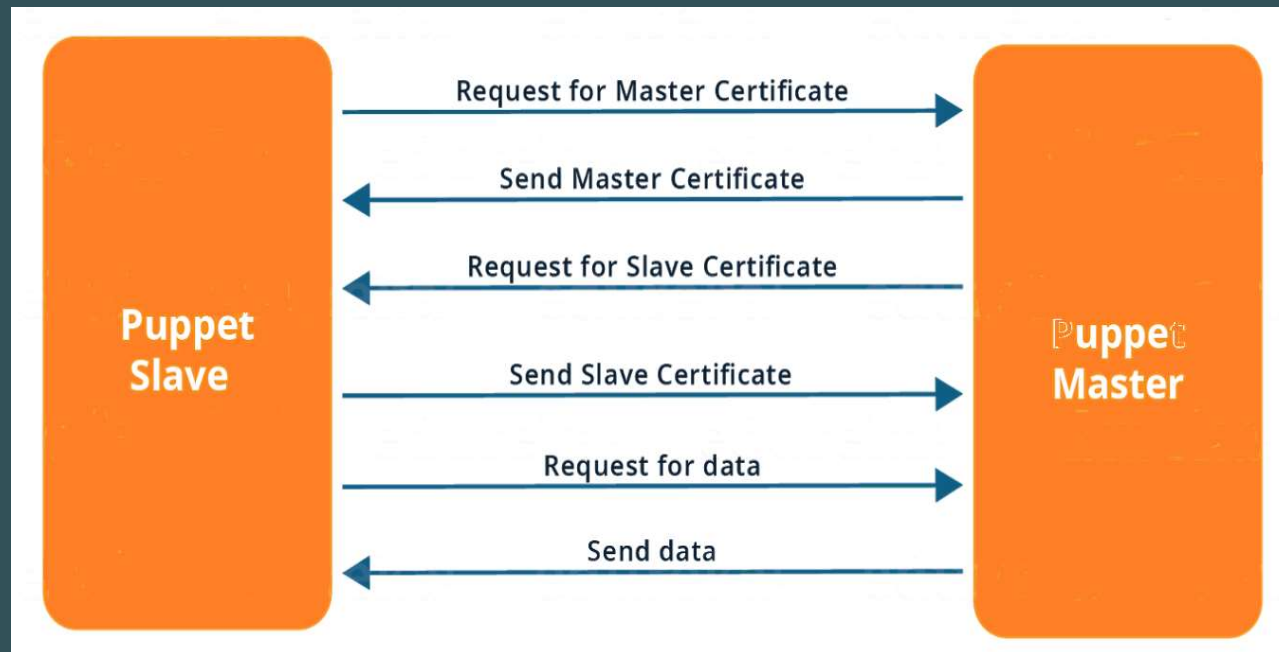 Request for Master Certificate
Send Master Certificate
Request for Slave Certificate
Puppet
Slave
Puppet
Master
Send Slave Certificate
Request for data
Send data